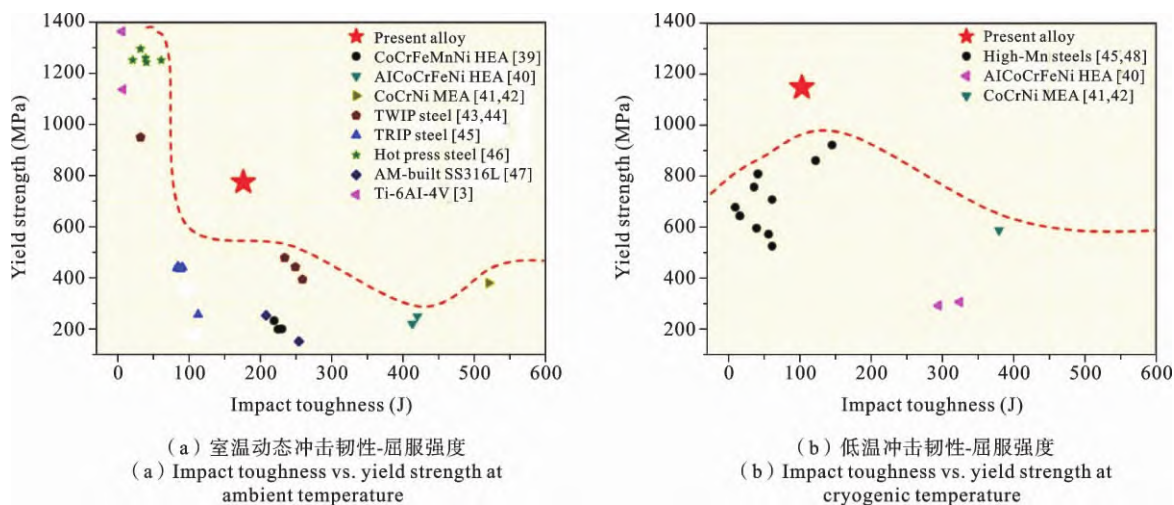 1400
1200
1000
800
600
400
200
Yield strength (MPa)
Present alloy
CoCrFeMnNi HEA [39]
AlCoCrFeNi HEA [40]
CoCrNi MEA [41,42]
TWIP steel [43,44]
TRIP steel [45]
Hot press steel [46]
AM-built SS316L [47]
Ti-6Al-4V [3]
0 100 200 300 400 500 600
Impact toughness (J)
(a) 室温动态冲击韧性-屈服强度
(a) Impact toughness vs. yield strength at
ambient temperature
1400
1200
1000
800
600
400
200
Yield strength (MPa)
Present alloy
High-Mn steels [45,48]
AlCoCrFeNi HEA [40]
CoCrNi MEA [41,42]
0 100 200 300 400 500 600
Impact toughness (J)
(b) 低温冲击韧性-屈服强度
(b) Impact toughness vs. yield strength at
cryogenic temperature